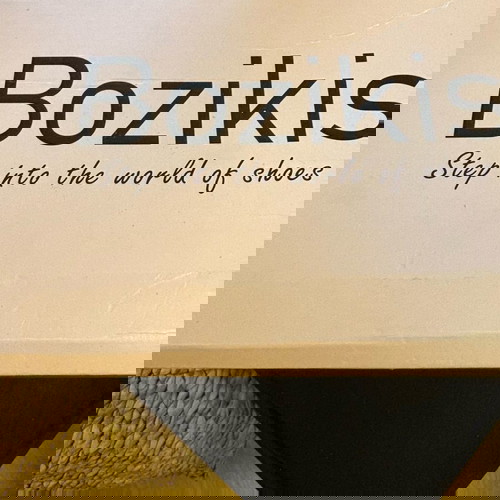 Bozikis
Step into the world of shoes